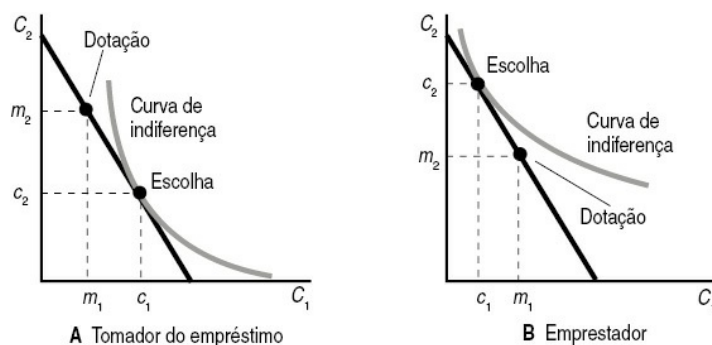 C2
Dotação
m2
Curva de
indiferença
c2
Escolha
m1
c1
C1
A Tomador do empréstimo
C2
Escolha
c2
Curva de
indiferença
m2
Dotação
c1
m1
C1
B Emprestador